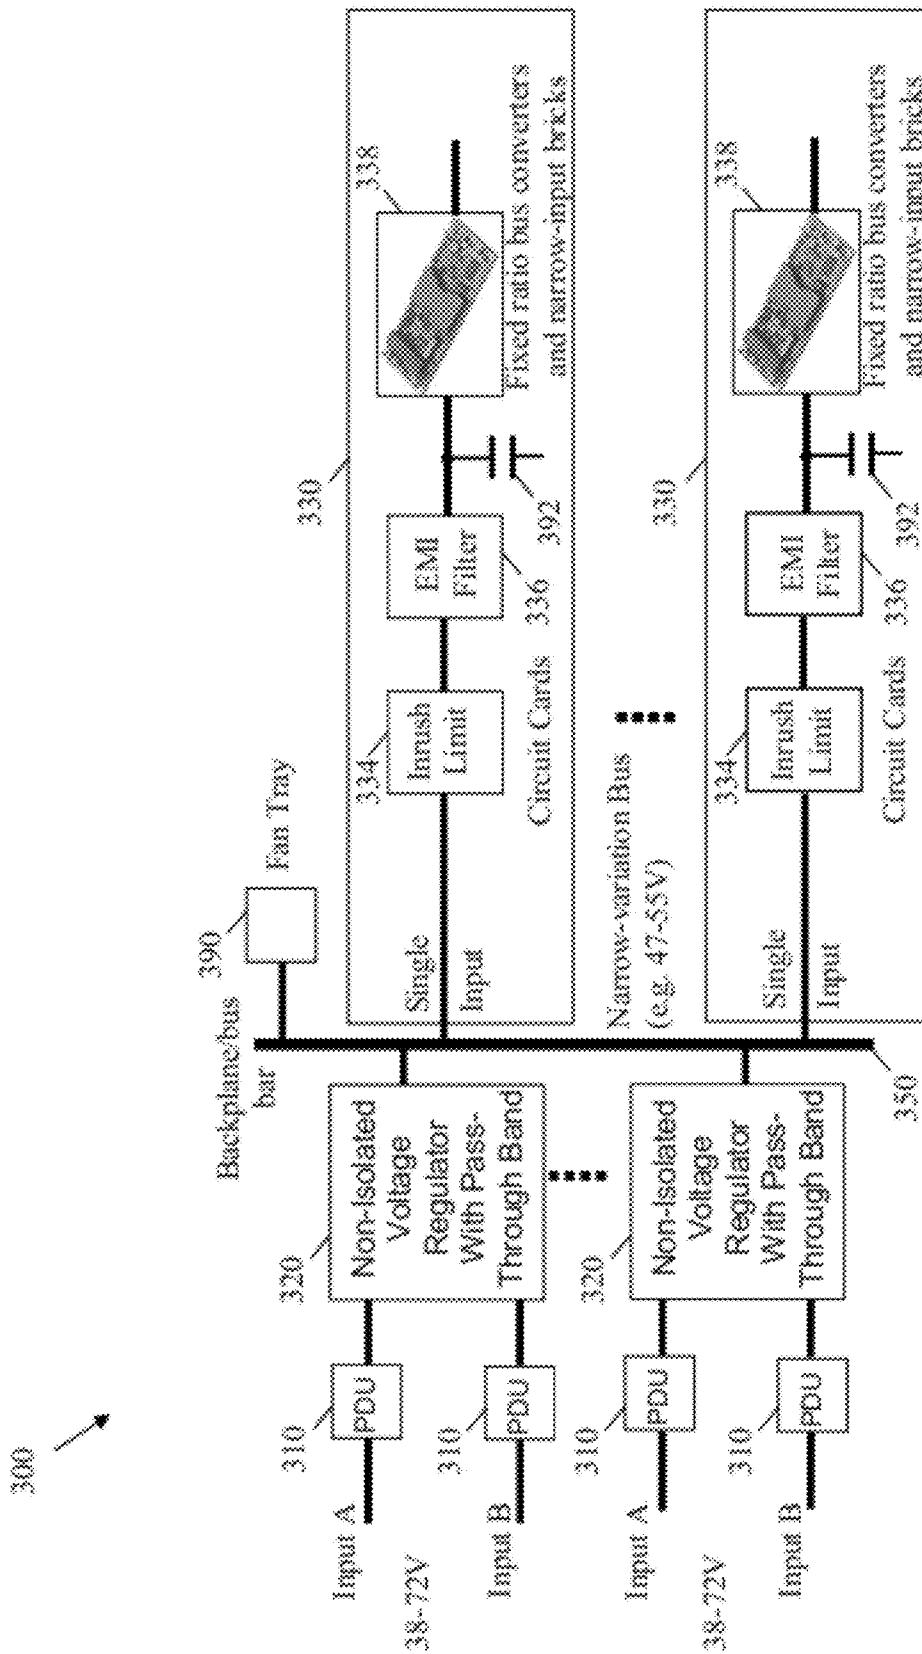 300
Input A
310
PDU
38-72V
Input B
310
PDU
320
Non-Isolated
Voltage
Regulator
With Pass-
Through Band
Input A
310
PDU
38-72V
Input B
310
PDU
320
Non-Isolated
Voltage
Regulator
With Pass-
Through Band
Backplane/bus
bar
350
390
Fan Tray
Narrow-variation Bus
(e.g. 47-55V)
330
Single
Input
334
Inrush
Limit
EMI
Filter
336
392
338
Fixed ratio bus converters
and narrow-input bricks
Circuit Cards
330
Single
Input
334
Inrush
Limit
EMI
Filter
336
392
338
Fixed ratio bus converters
and narrow-input bricks
Circuit Cards